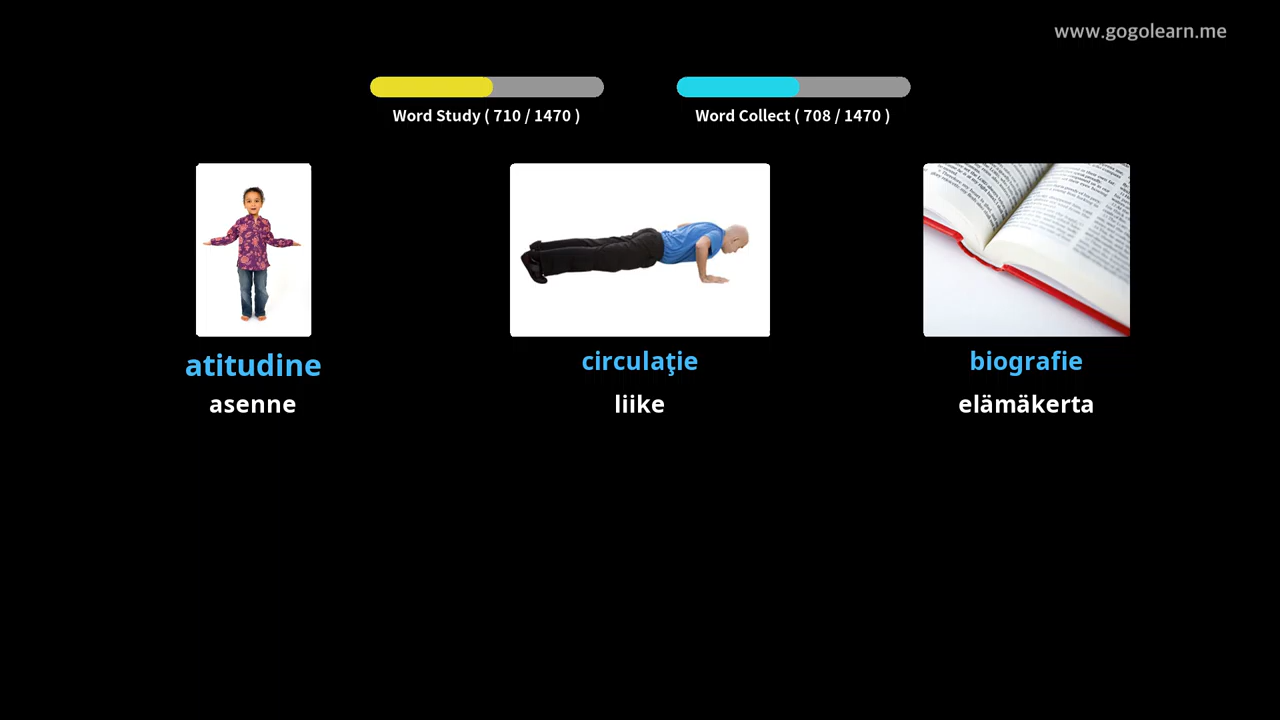 www.gogolearn.me
Word Study ( 710 / 1470 )
Word Collect ( 708 / 1470 )
atitudine
circulaţie
biografie
asenne
liike
elämäkerta